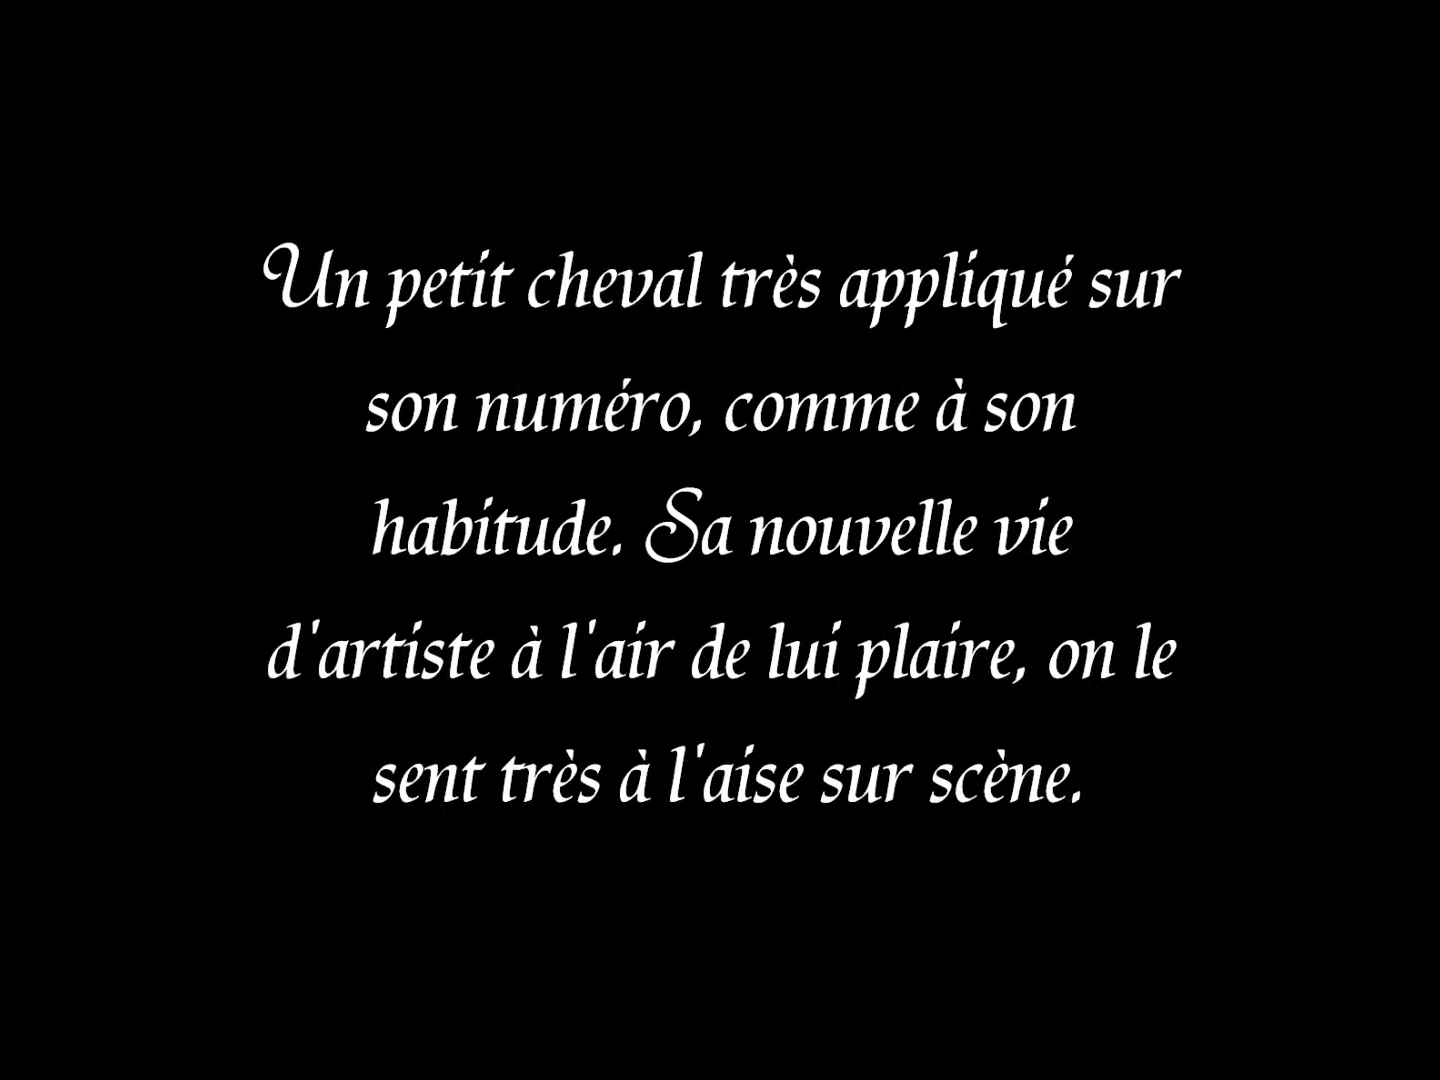 Un petit cheval très appliqué sur
son numéro, comme à son
habitude. Sa nouvelle vie
d'artiste à l'air de lui plaire, on le
sent très à l'aise sur scène.